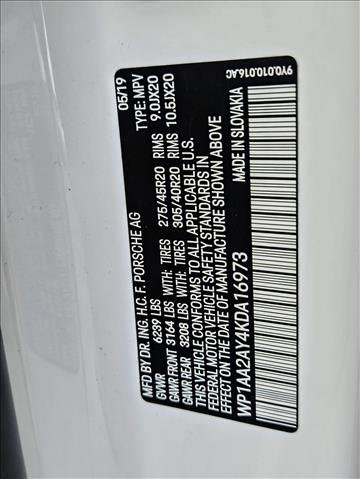 MFD BY DR. ING. H.C. F. PORSCHE AG 05/19
GVWR 6239 LBS TYPE: MPV
GAWR FRONT 3164 LBS WITH: TIRES 275/45R20 RIMS 9.0JX20
GAWR REAR 3208 LBS WITH: TIRES 305/40R20 RIMS 10.5JX20
THIS VEHICLE CONFORMS TO ALL APPLICABLE U.S.
FEDERAL MOTOR VEHICLE SAFETY STANDARDS IN
EFFECT ON THE DATE OF MANUFACTURE SHOWN ABOVE
WP1AA2AY4KDA16973 MADE IN SLOVAKIA
9Y0.010.016.AC